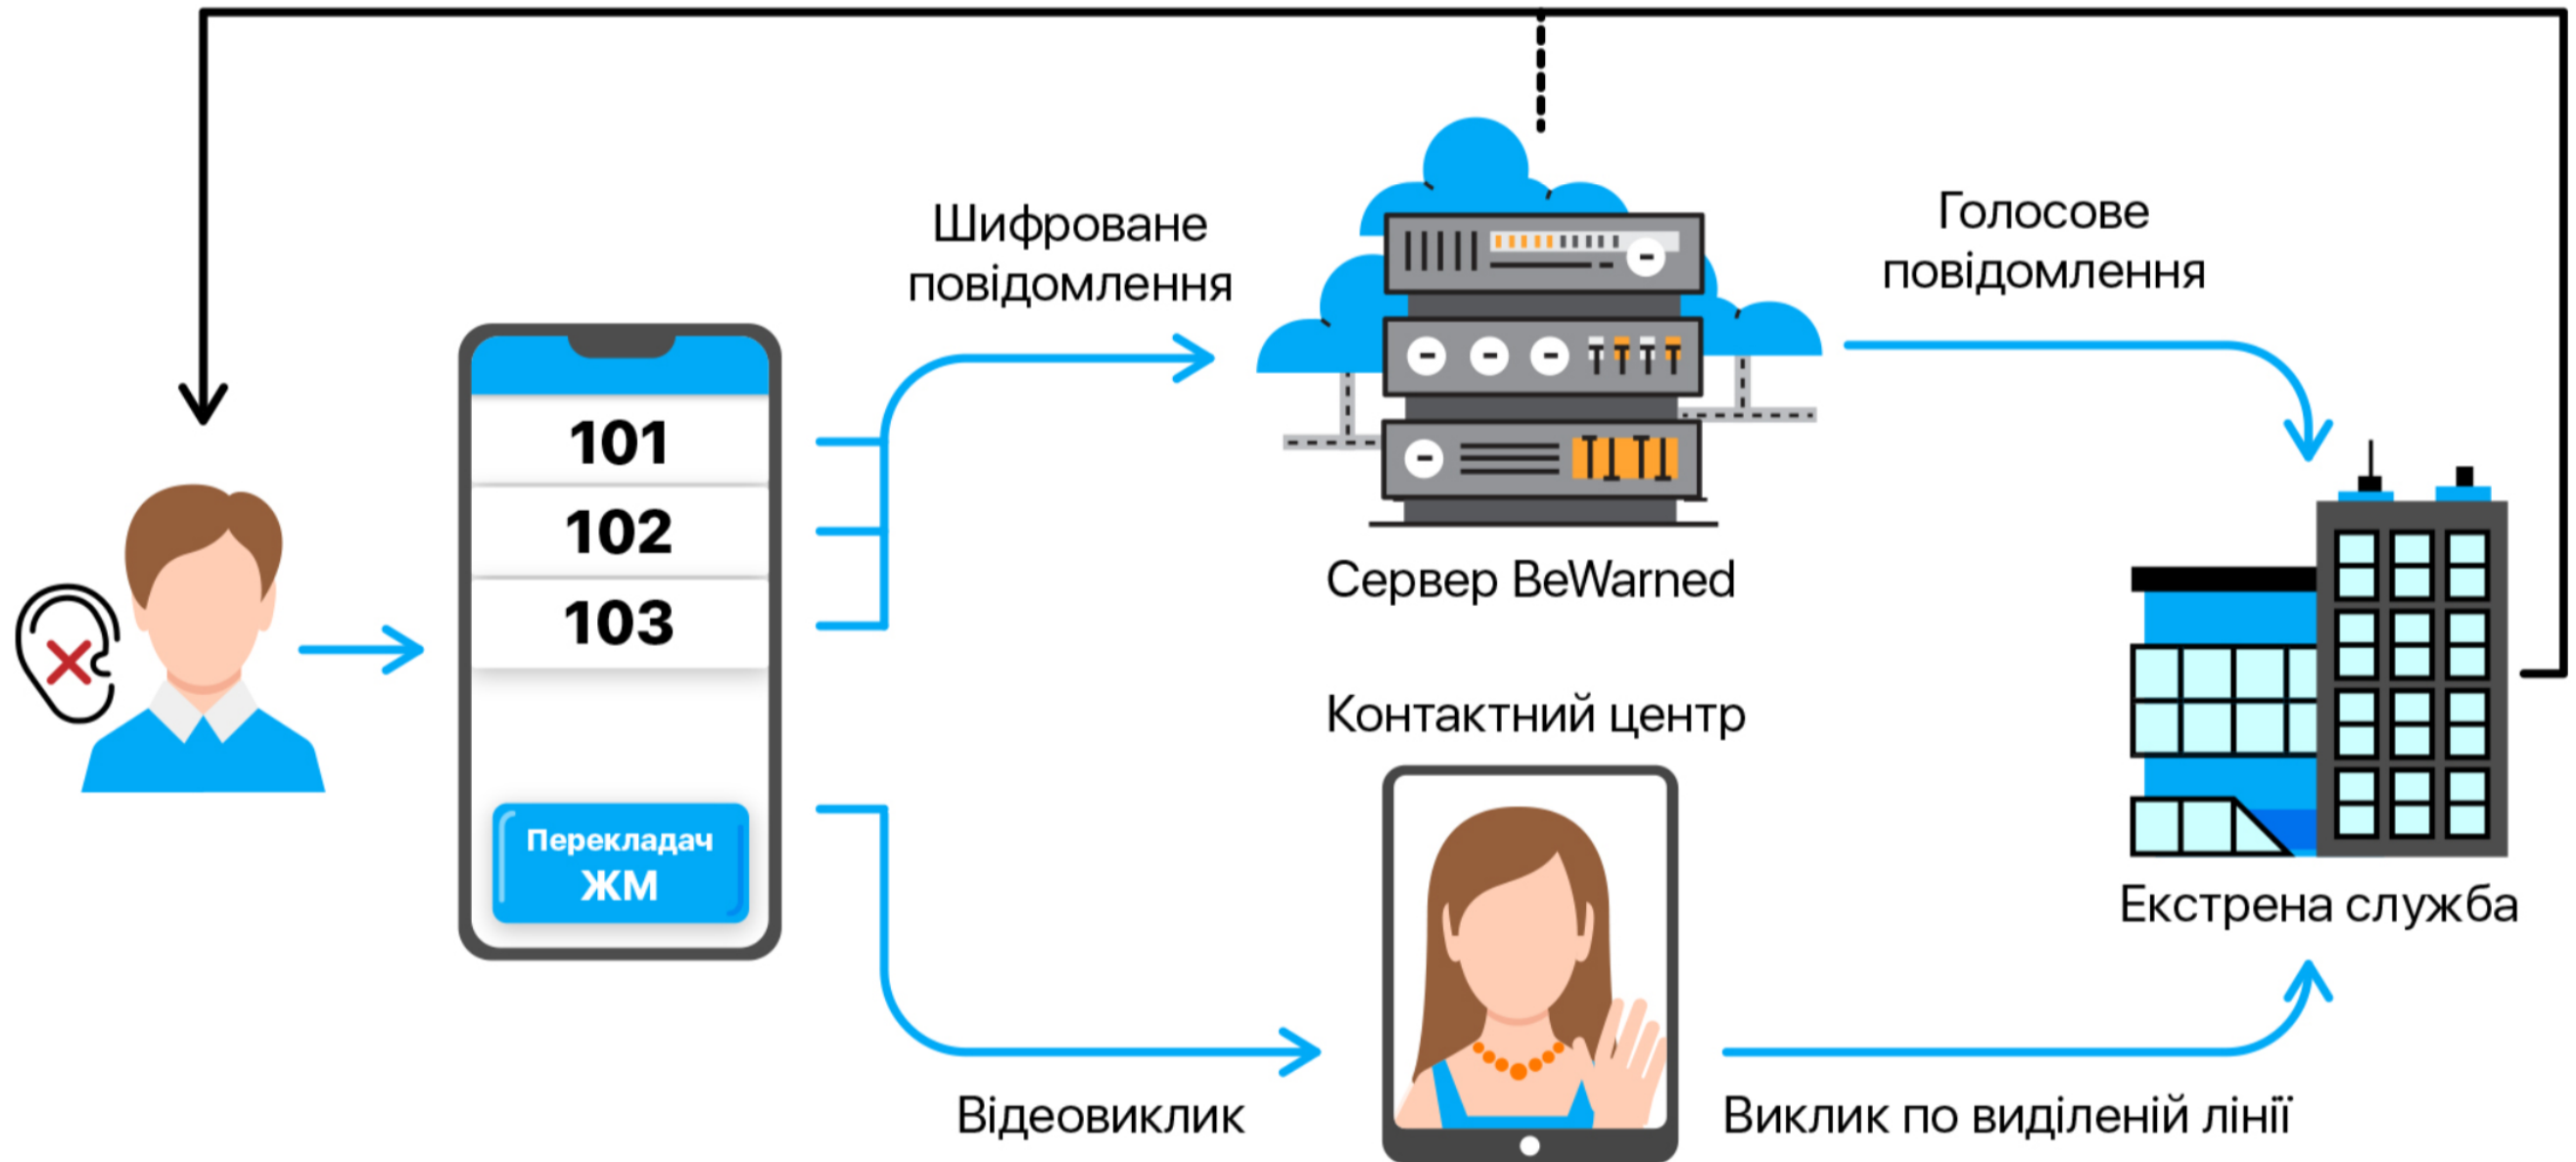 Шифроване
повідомлення
Голосове
повідомлення
101
102
103
Перекладач
ЖМ
Сервер BeWarned
Контактний центр
Екстрена служба
Відеовиклик
Виклик по виділеній лінії